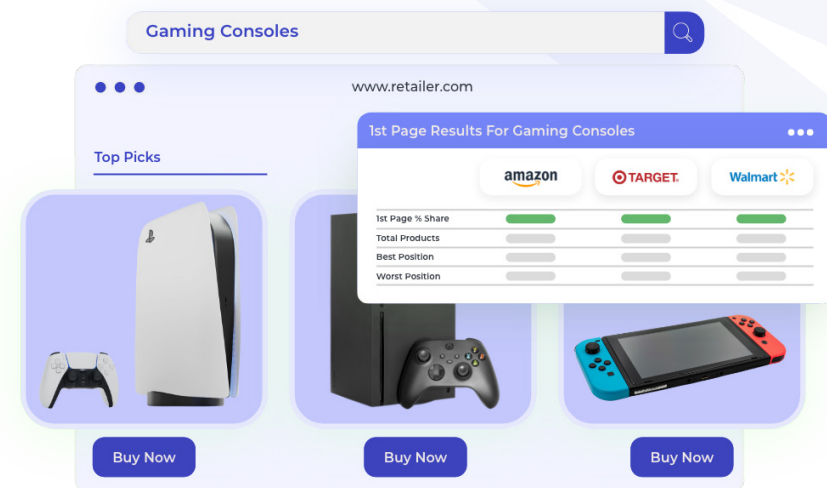 Gaming Consoles
www.retailer.com
1st Page Results For Gaming Consoles
Top Picks
amazon
TARGET.
Walmart
1st Page % Share
Total Products
Best Position
Worst Position
Buy Now
Buy Now
Buy Now